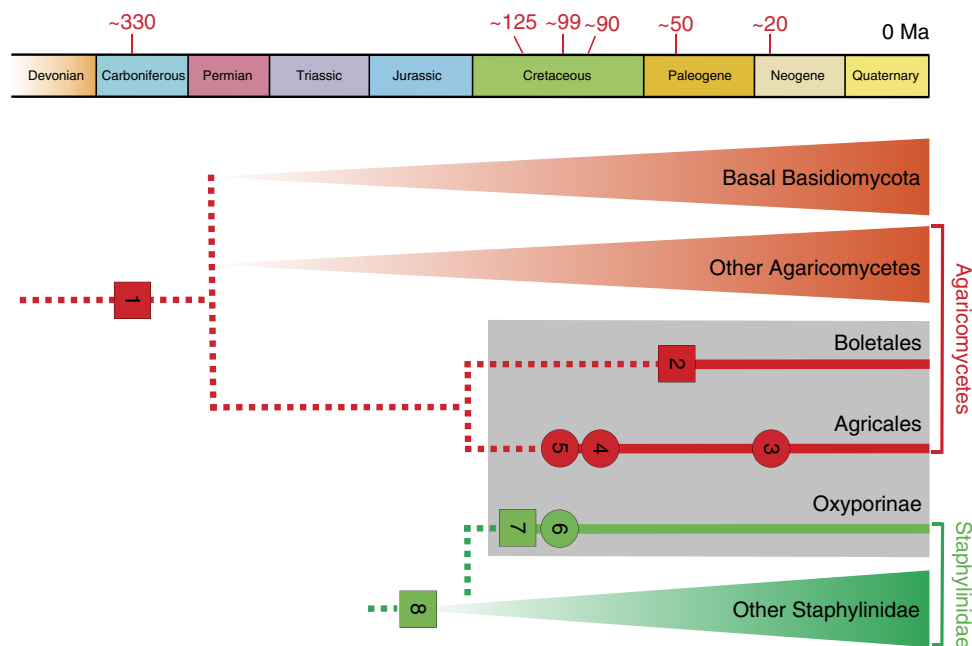 ~330 ~125 ~99 ~90 ~50 ~20 0 Ma
Devonian Carboniferous Permian Triassic Jurassic Cretaceous Paleogene Neogene Quaternary
Basal Basidiomycota
Other Agaricomycetes
Agaricomycetes
1
Boletales
2
Agricales
5 4 3
Oxyporinae
7 6
Staphylinidae
8
Other Staphylinidae